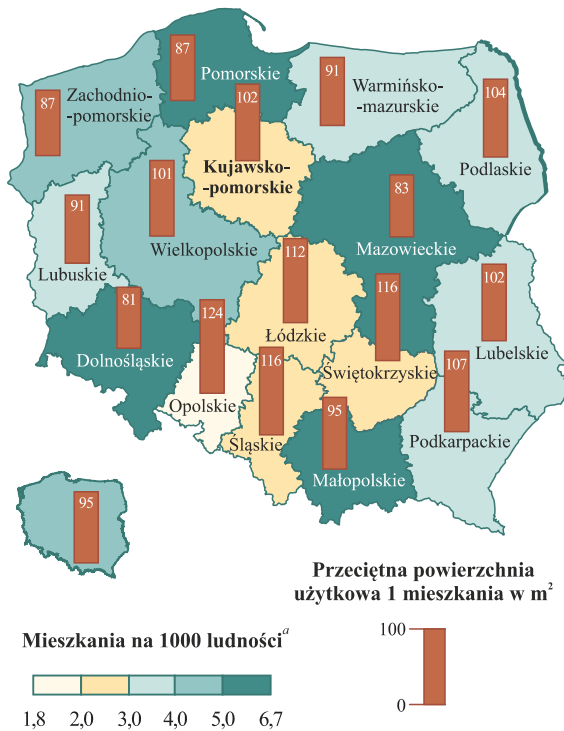 87
Pomorskie
91
Warmińsko-
mazurskie
87
Zachodnio-
-pomorskie
102
104
Podlaskie
Kujawsko-
-pomorskie
101
Wielkopolskie
83
Mazowieckie
91
Lubuskie
112
Łódzkie
116
Świętokrzyskie
102
Lubelskie
81
Dolnośląskie
124
Opolskie
116
Śląskie
95
Małopolskie
107
Podkarpackie
95
Przeciętna powierzchnia
użytkowa 1 mieszkania w m²
100
0
Mieszkania na 1000 ludnościᵃ
1,8 2,0 3,0 4,0 5,0 6,7